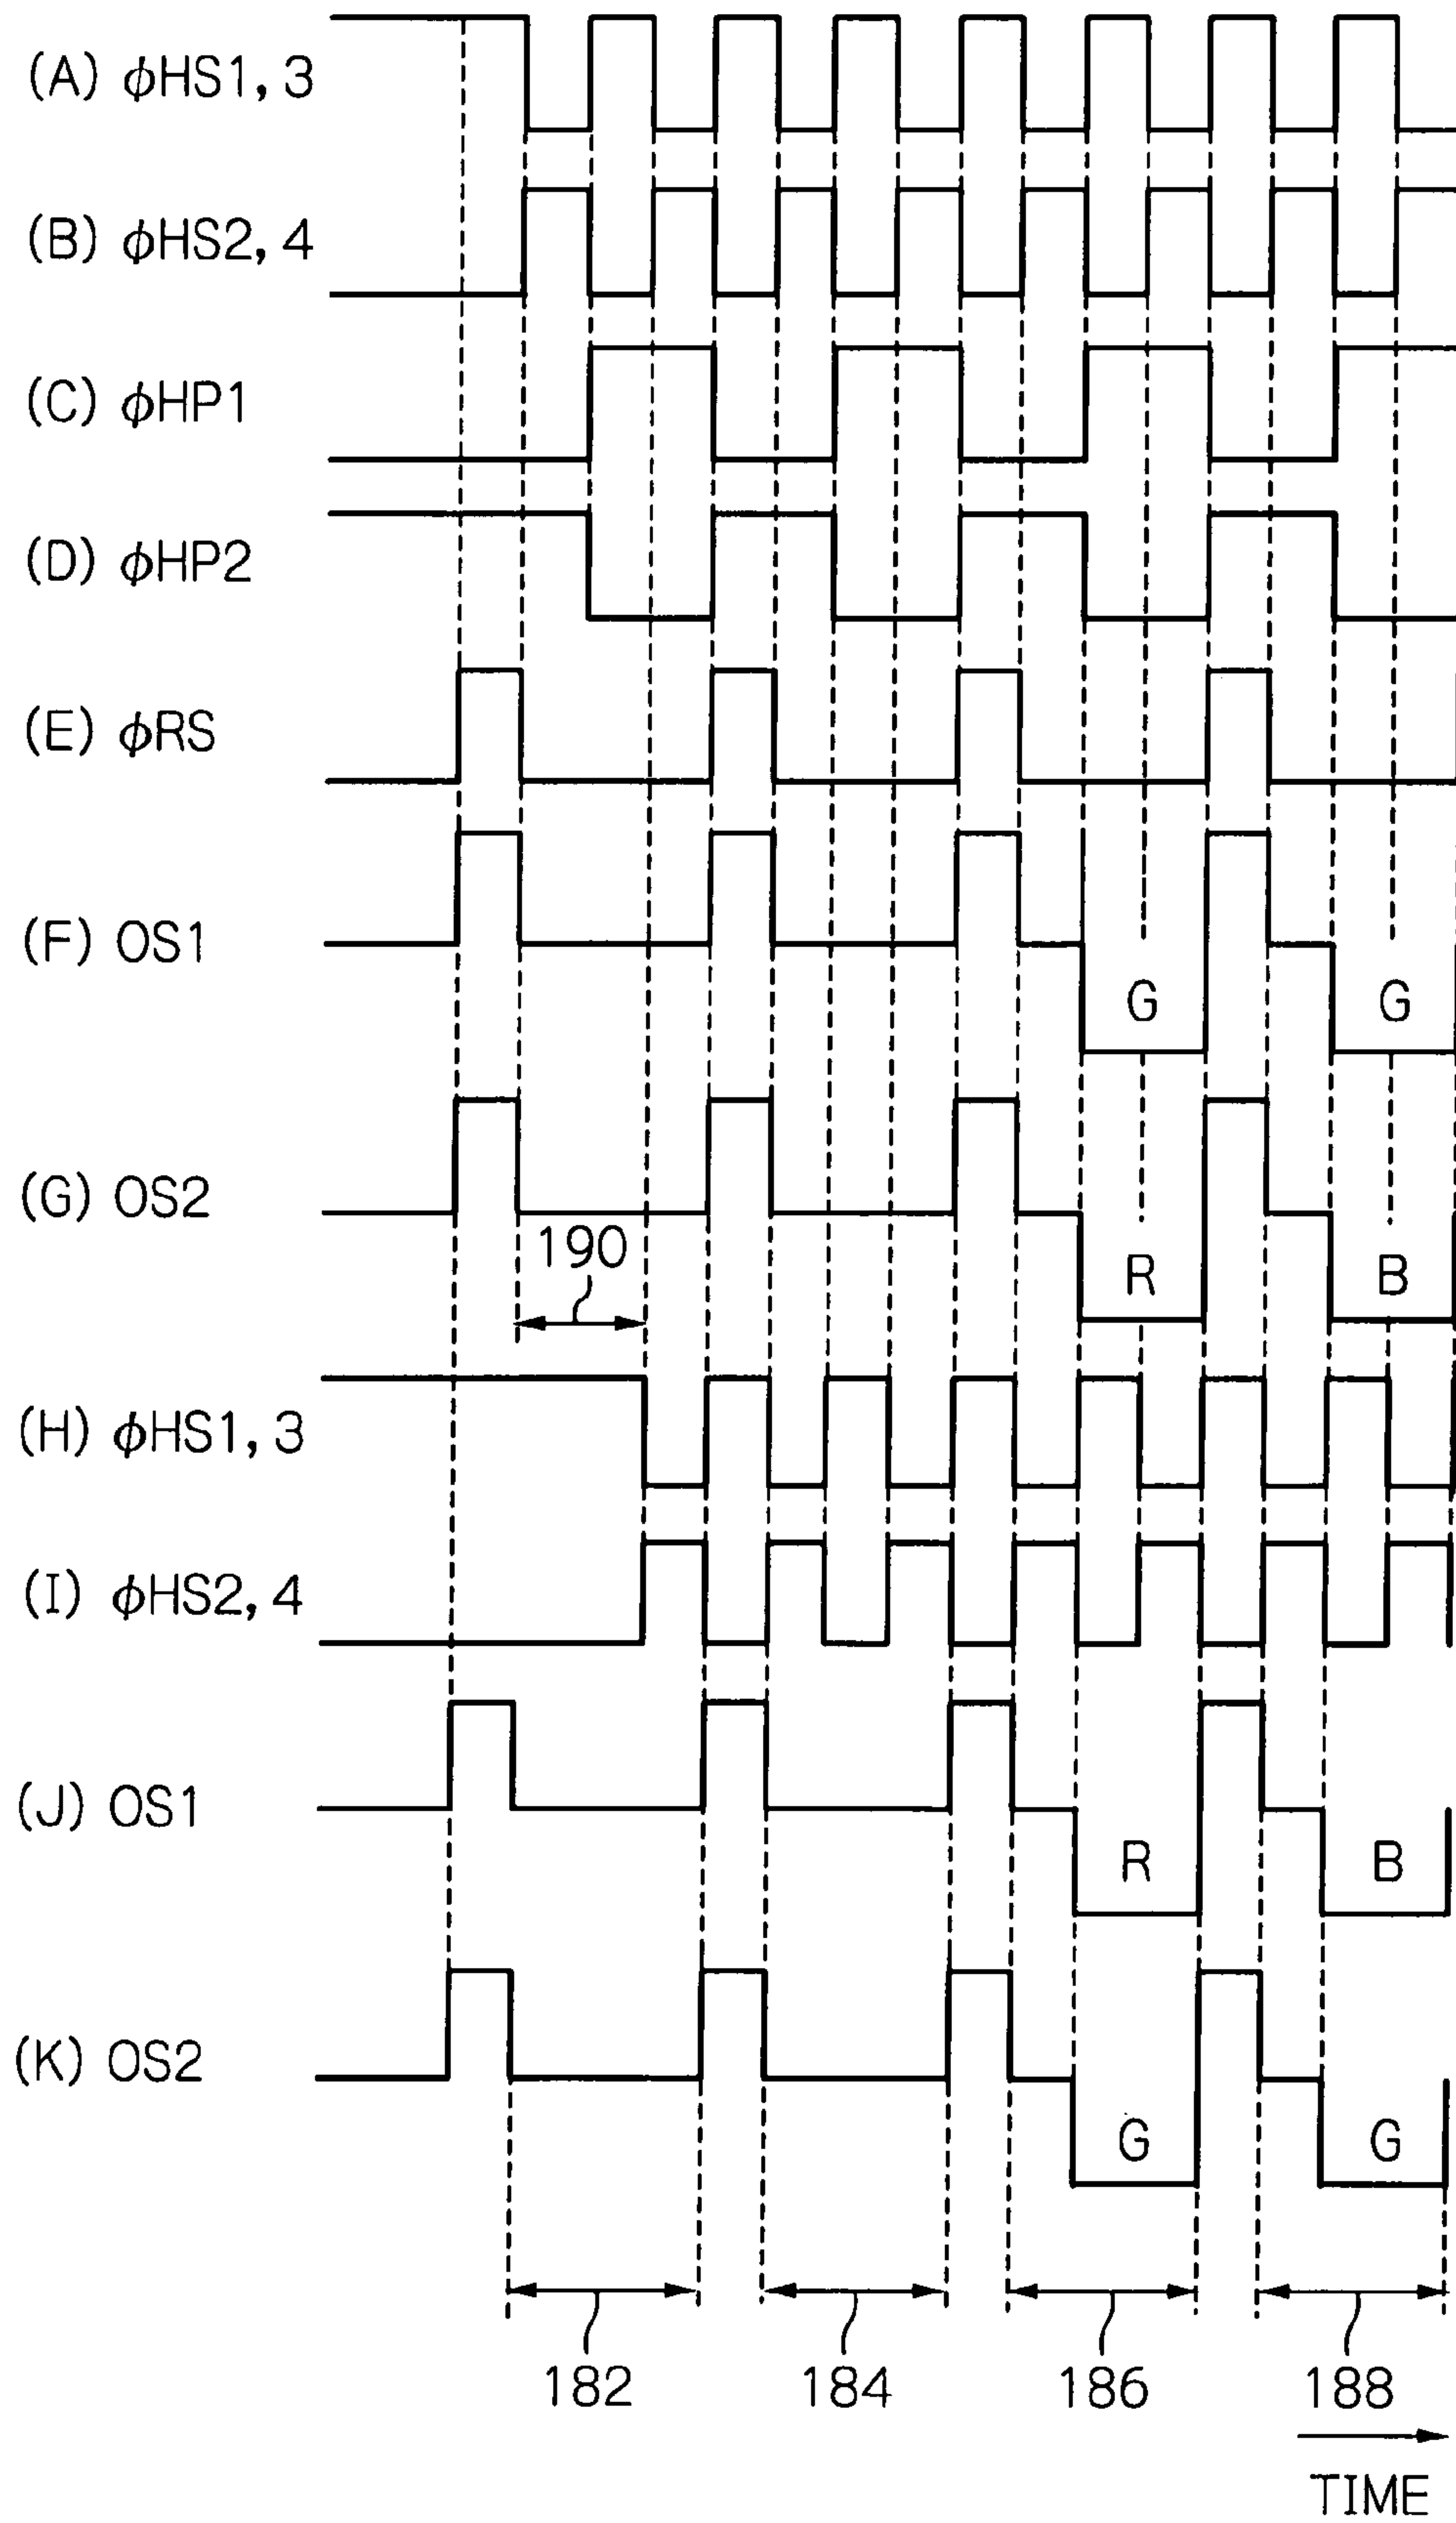 (A) φHS1, 3
(B) φHS2, 4
(C) φHP1
(D) φHP2
(E) φRS
(F) OS1
G G
(G) OS2
190
R B
(H) φHS1, 3
(I) φHS2, 4
(J) OS1
R B
(K) OS2
G G
182 184 186 188
TIME